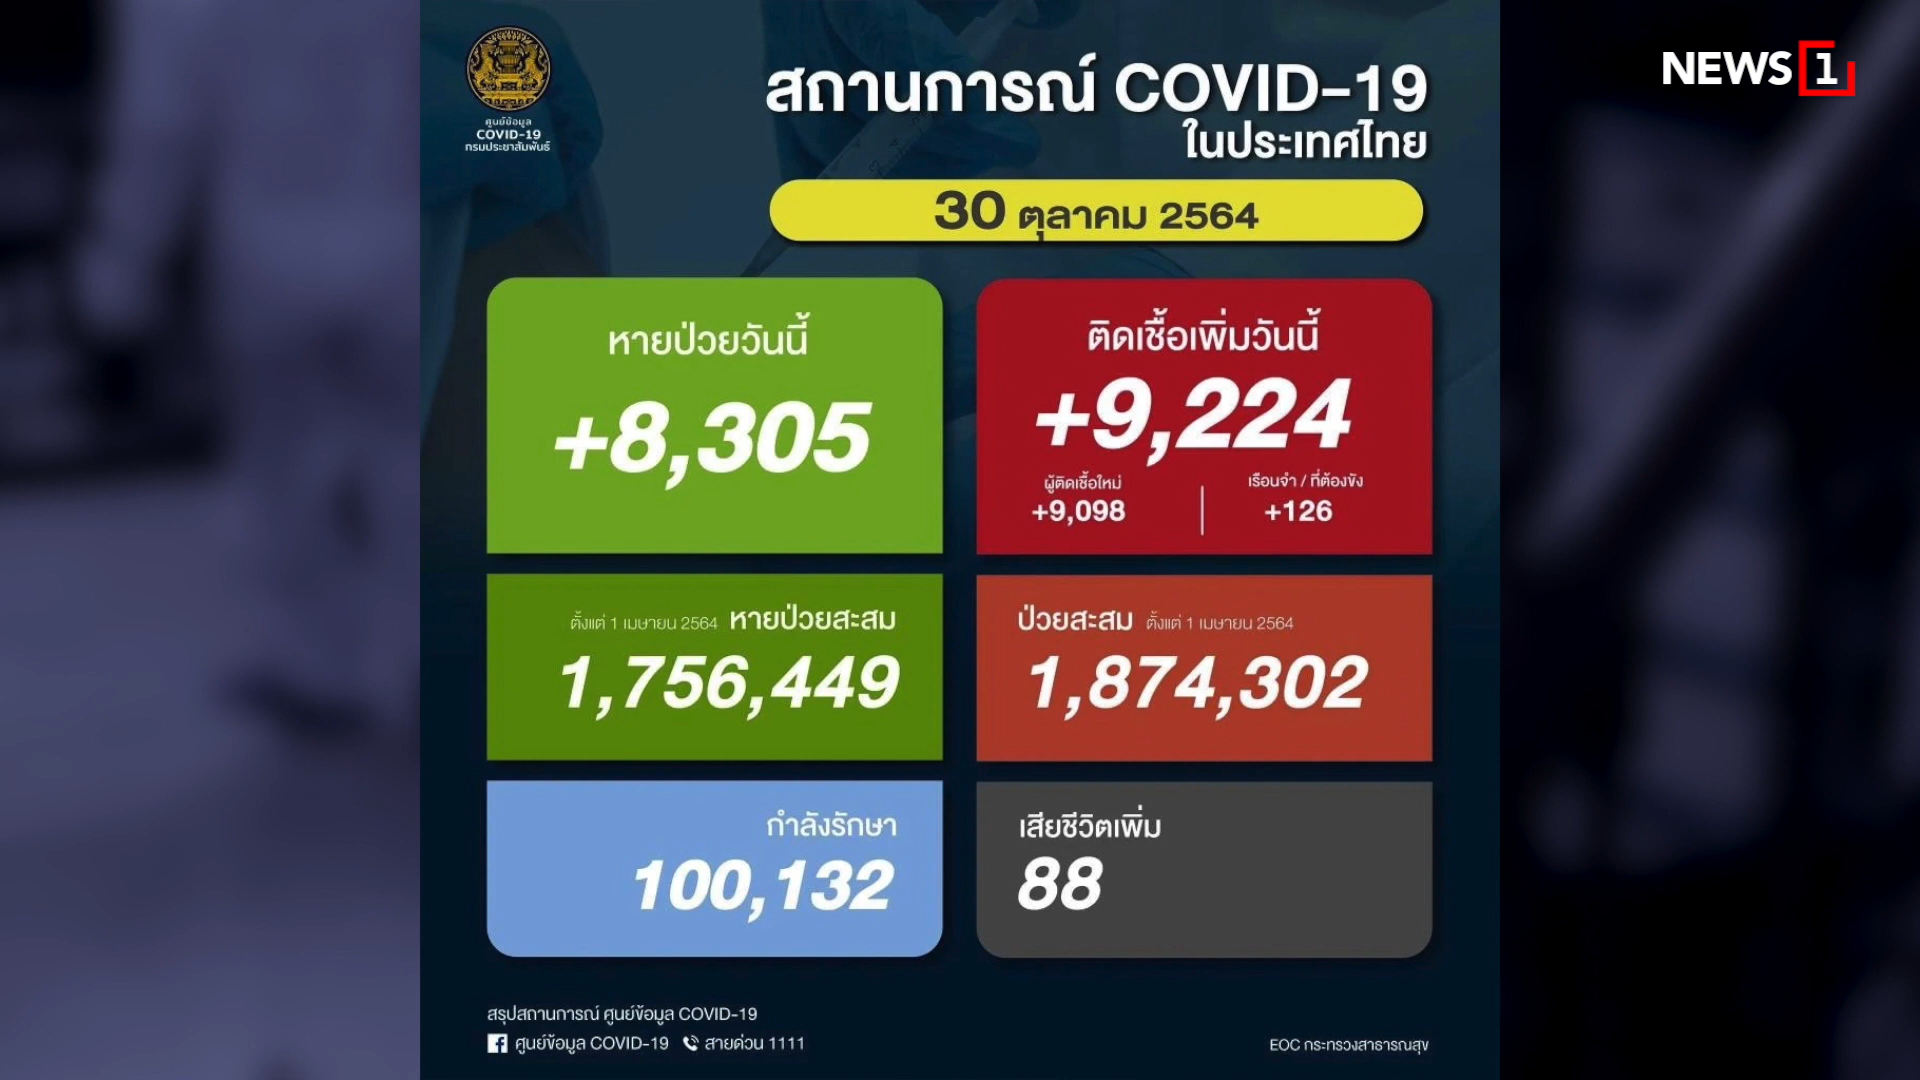 NEWS 1
ศูนย์ข้อมูล
COVID-19
กรมประชาสัมพันธ์
สถานการณ์ COVID-19
ในประเทศไทย
30 ตุลาคม 2564
หายป่วยวันนี้
+8,305
ติดเชื้อเพิ่มวันนี้
+9,224
ผู้ติดเชื้อใหม่
+9,098
เรือนจำ / ที่ต้องขัง
+126
ตั้งแต่ 1 เมษายน 2564 หายป่วยสะสม
1,756,449
ป่วยสะสม ตั้งแต่ 1 เมษายน 2564
1,874,302
กำลังรักษา
100,132
เสียชีวิตเพิ่ม
88
สรุปสถานการณ์ ศูนย์ข้อมูล COVID-19
ศูนย์ข้อมูล COVID-19 สายด่วน 1111
EOC กระทรวงสาธารณสุข